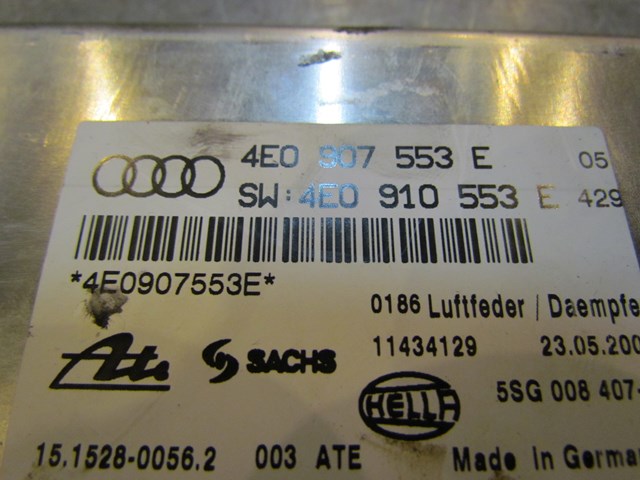 4E0 907 553 E 05
SW: 4E0 910 553 E 429
*4E0907553E*
0186 Luftfeder / Daempfe
Ate SACHS 11434129 23.05.200
HELLA 5SG 008 407-
15.1528-0056.2 003 ATE Made In German